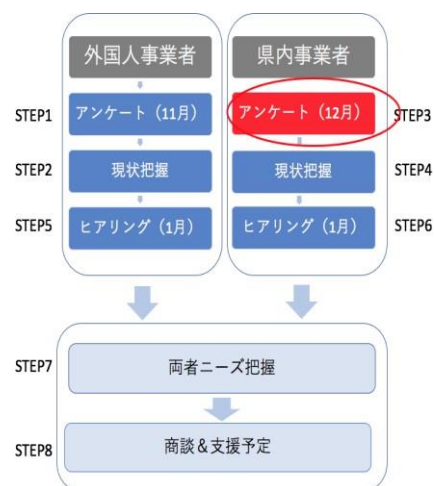 外国人事業者
県内事業者
STEP1
アンケート（11月）
アンケート（12月）
STEP3
STEP2
現状把握
現状把握
STEP4
STEP5
ヒアリング（1月）
ヒアリング（1月）
STEP6
STEP7
両者ニーズ把握
STEP8
商談＆支援予定